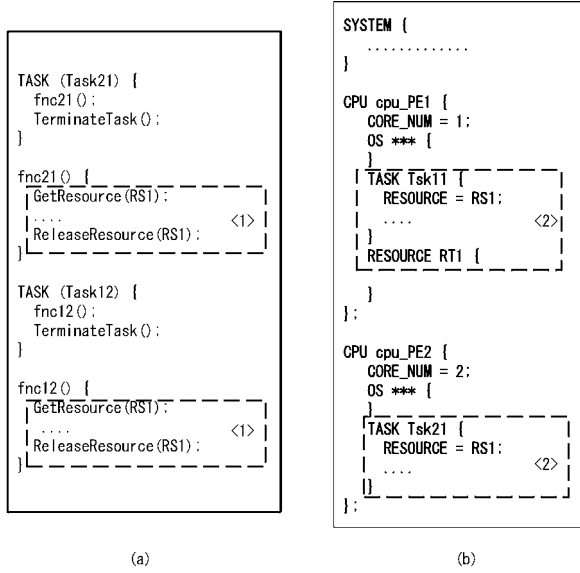 TASK (Task21) {
fnc21();
TerminateTask();
}
fnc21() {
GetResource(RS1);
....
<1>
ReleaseResource(RS1);
}
TASK (Task12) {
fnc12();
TerminateTask();
}
fnc12() {
GetResource(RS1);
....
<1>
ReleaseResource(RS1);
}
(a)
SYSTEM {
.............
}
CPU cpu_PE1 {
CORE_NUM = 1;
OS *** {
}
TASK Tsk11 {
RESOURCE = RS1;
....
<2>
}
RESOURCE RT1 {
}
};
CPU cpu_PE2 {
CORE_NUM = 2;
OS *** {
}
TASK Tsk21 {
RESOURCE = RS1;
....
<2>
}
};
(b)